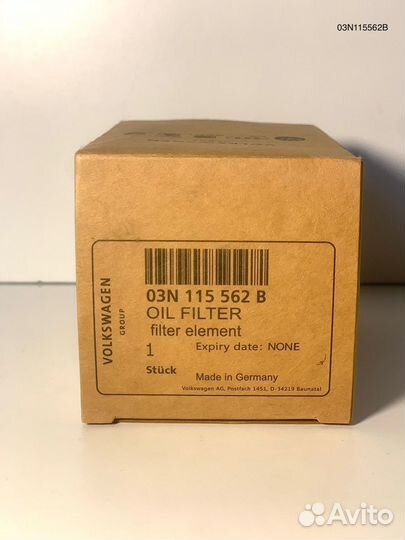 03N115562B
VOLKSWAGEN
GROUP
03N 115 562 B
OIL FILTER
filter element
1
Expiry date: NONE
Stück
Made in Germany
Volkswagen AG, Postfach 1451, D-34219 Baunatal
Avito